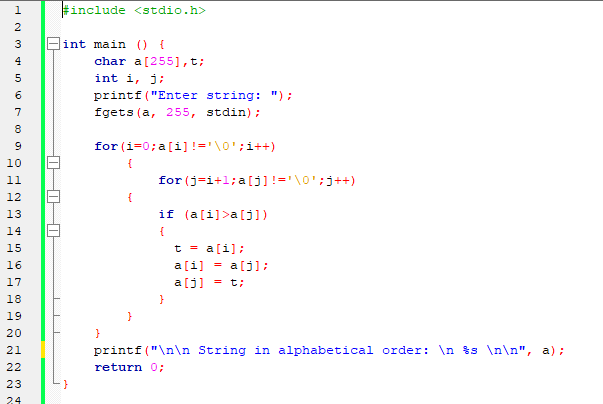 1 #include <stdio.h>
2
3 int main () {
4 char a[255],t;
5 int i, j;
6 printf("Enter string: ");
7 fgets(a, 255, stdin);
8
9 for(i=0;a[i]!='\0';i++)
10 {
11 for(j=i+1;a[j]!='\0';j++)
12 {
13 if (a[i]>a[j])
14 {
15 t = a[i];
16 a[i] = a[j];
17 a[j] = t;
18 }
19 }
20 }
21 printf("\n\n String in alphabetical order: \n %s \n\n", a);
22 return 0;
23 }
24